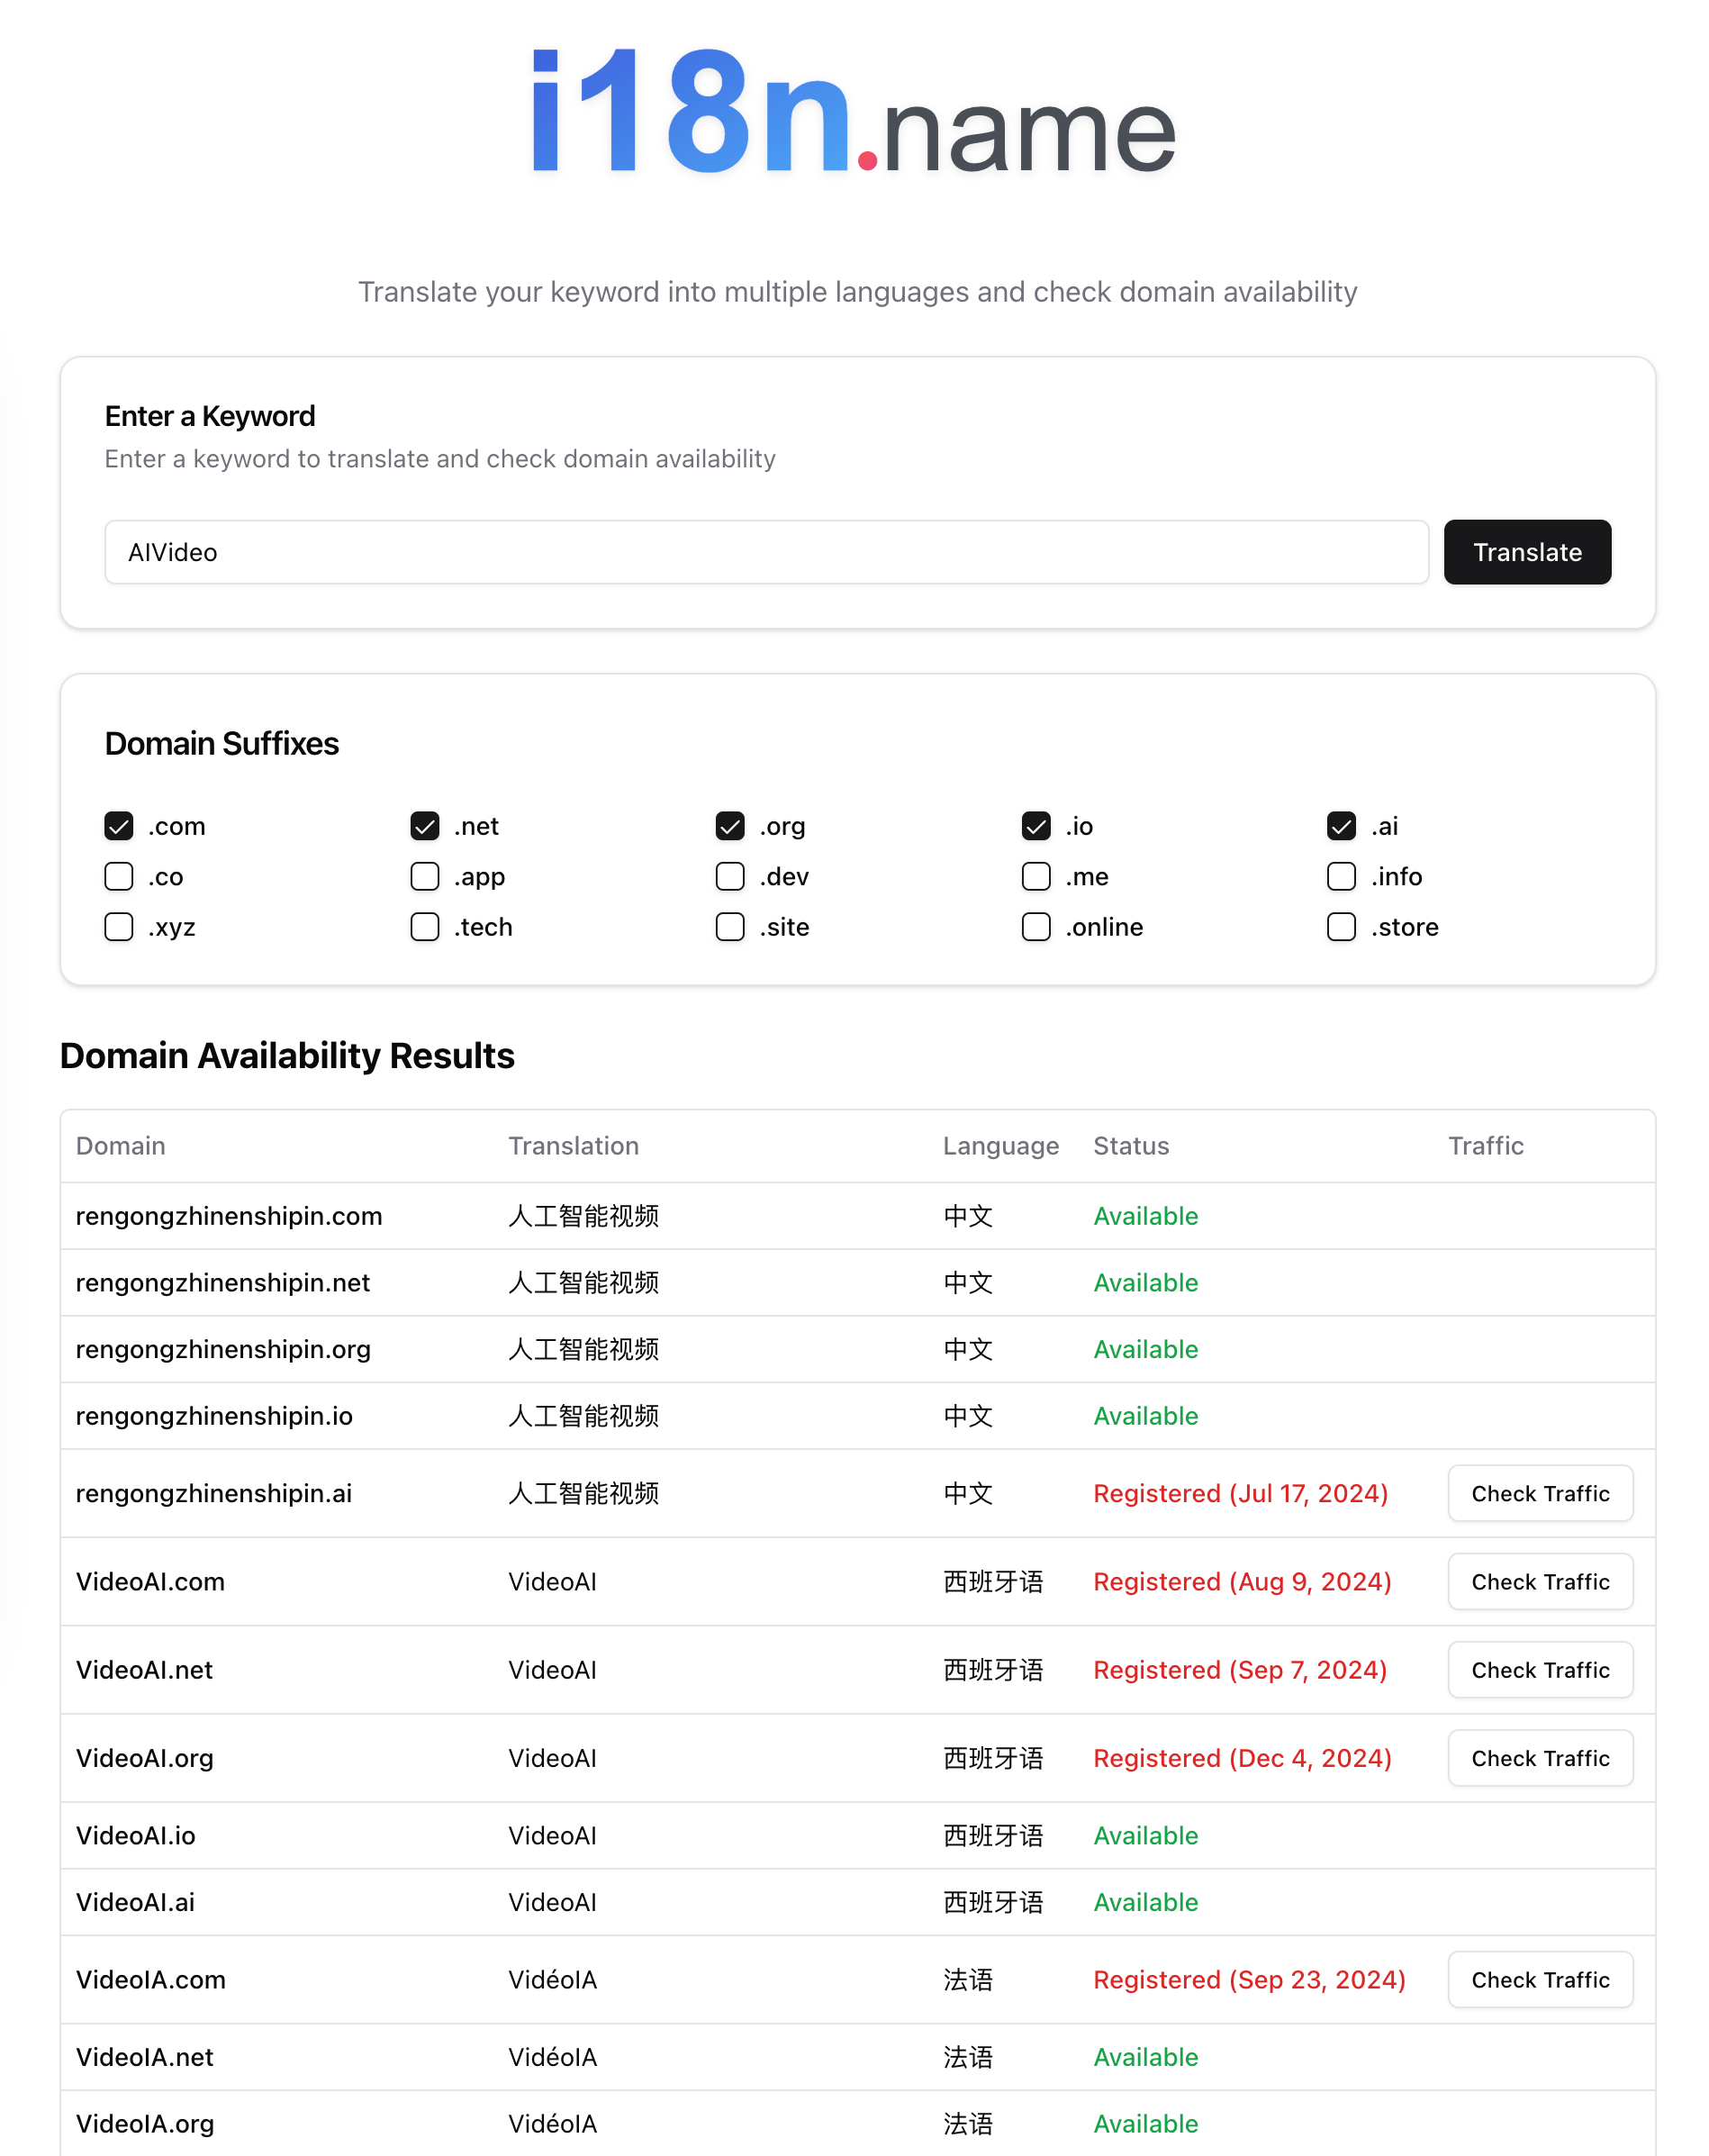 i18n.name
Translate your keyword into multiple languages and check domain availability
Enter a Keyword
Enter a keyword to translate and check domain availability
AIVideo Translate
Domain Suffixes
.com .net .org .io .ai
.co .app .dev .me .info
.xyz .tech .site .online .store
Domain Availability Results
Domain Translation Language Status Traffic
rengongzhinenshipin.com 人工智能视频 中文 Available
rengongzhinenshipin.net 人工智能视频 中文 Available
rengongzhinenshipin.org 人工智能视频 中文 Available
rengongzhinenshipin.io 人工智能视频 中文 Available
rengongzhinenshipin.ai 人工智能视频 中文 Registered (Jul 17, 2024) Check Traffic
VideoAI.com VideoAI 西班牙语 Registered (Aug 9, 2024) Check Traffic
VideoAI.net VideoAI 西班牙语 Registered (Sep 7, 2024) Check Traffic
VideoAI.org VideoAI 西班牙语 Registered (Dec 4, 2024) Check Traffic
VideoAI.io VideoAI 西班牙语 Available
VideoAI.ai VideoAI 西班牙语 Available
VideoIA.com VidéoIA 法语 Registered (Sep 23, 2024) Check Traffic
VideoIA.net VidéoIA 法语 Available
VideoIA.org VidéoIA 法语 Available